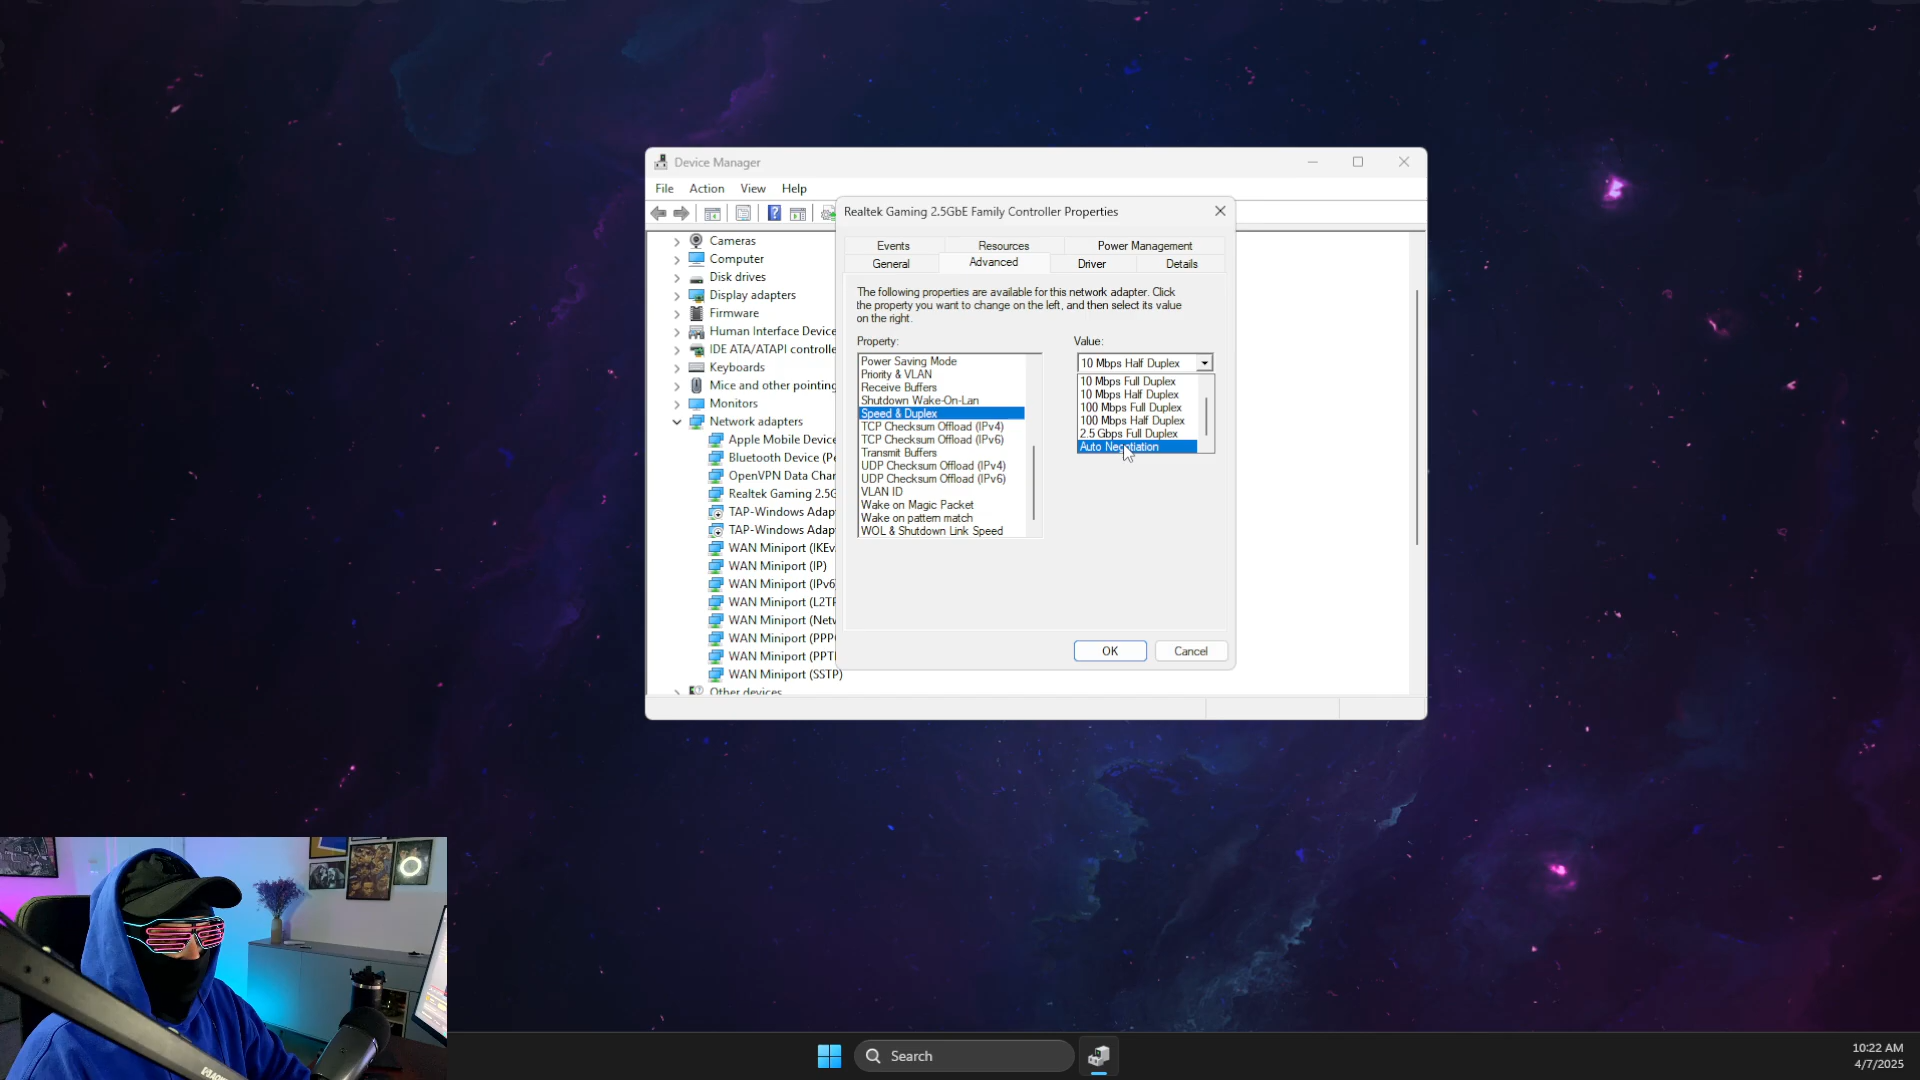 Device Manager
File Action View Help
Realtek Gaming 2.5GbE Family Controller Properties
Events Resources Power Management
General Advanced Driver Details
The following properties are available for this network adapter. Click
the property you want to change on the left, and then select its value
on the right.
Property:
Value:
Power Saving Mode
Priority & VLAN
Receive Buffers
Shutdown Wake-On-Lan
Speed & Duplex
TCP Checksum Offload (IPv4)
TCP Checksum Offload (IPv6)
Transmit Buffers
UDP Checksum Offload (IPv4)
UDP Checksum Offload (IPv6)
VLAN ID
Wake on Magic Packet
Wake on pattern match
WOL & Shutdown Link Speed
10 Mbps Half Duplex
10 Mbps Full Duplex
10 Mbps Half Duplex
100 Mbps Full Duplex
100 Mbps Half Duplex
2.5 Gbps Full Duplex
Auto Negotiation
OK Cancel
Cameras
Computer
Disk drives
Display adapters
Firmware
Human Interface Device
IDE ATA/ATAPI controlle
Keyboards
Mice and other pointing
Monitors
Network adapters
Apple Mobile Device
Bluetooth Device (Pe
OpenVPN Data Char
Realtek Gaming 2.5G
TAP-Windows Adap
TAP-Windows Adap
WAN Miniport (IKEv
WAN Miniport (IP)
WAN Miniport (IPv6
WAN Miniport (L2TP
WAN Miniport (Netw
WAN Miniport (PPPO
WAN Miniport (PPTP
WAN Miniport (SSTP)
Other devices
Search
10:22 AM
4/7/2025